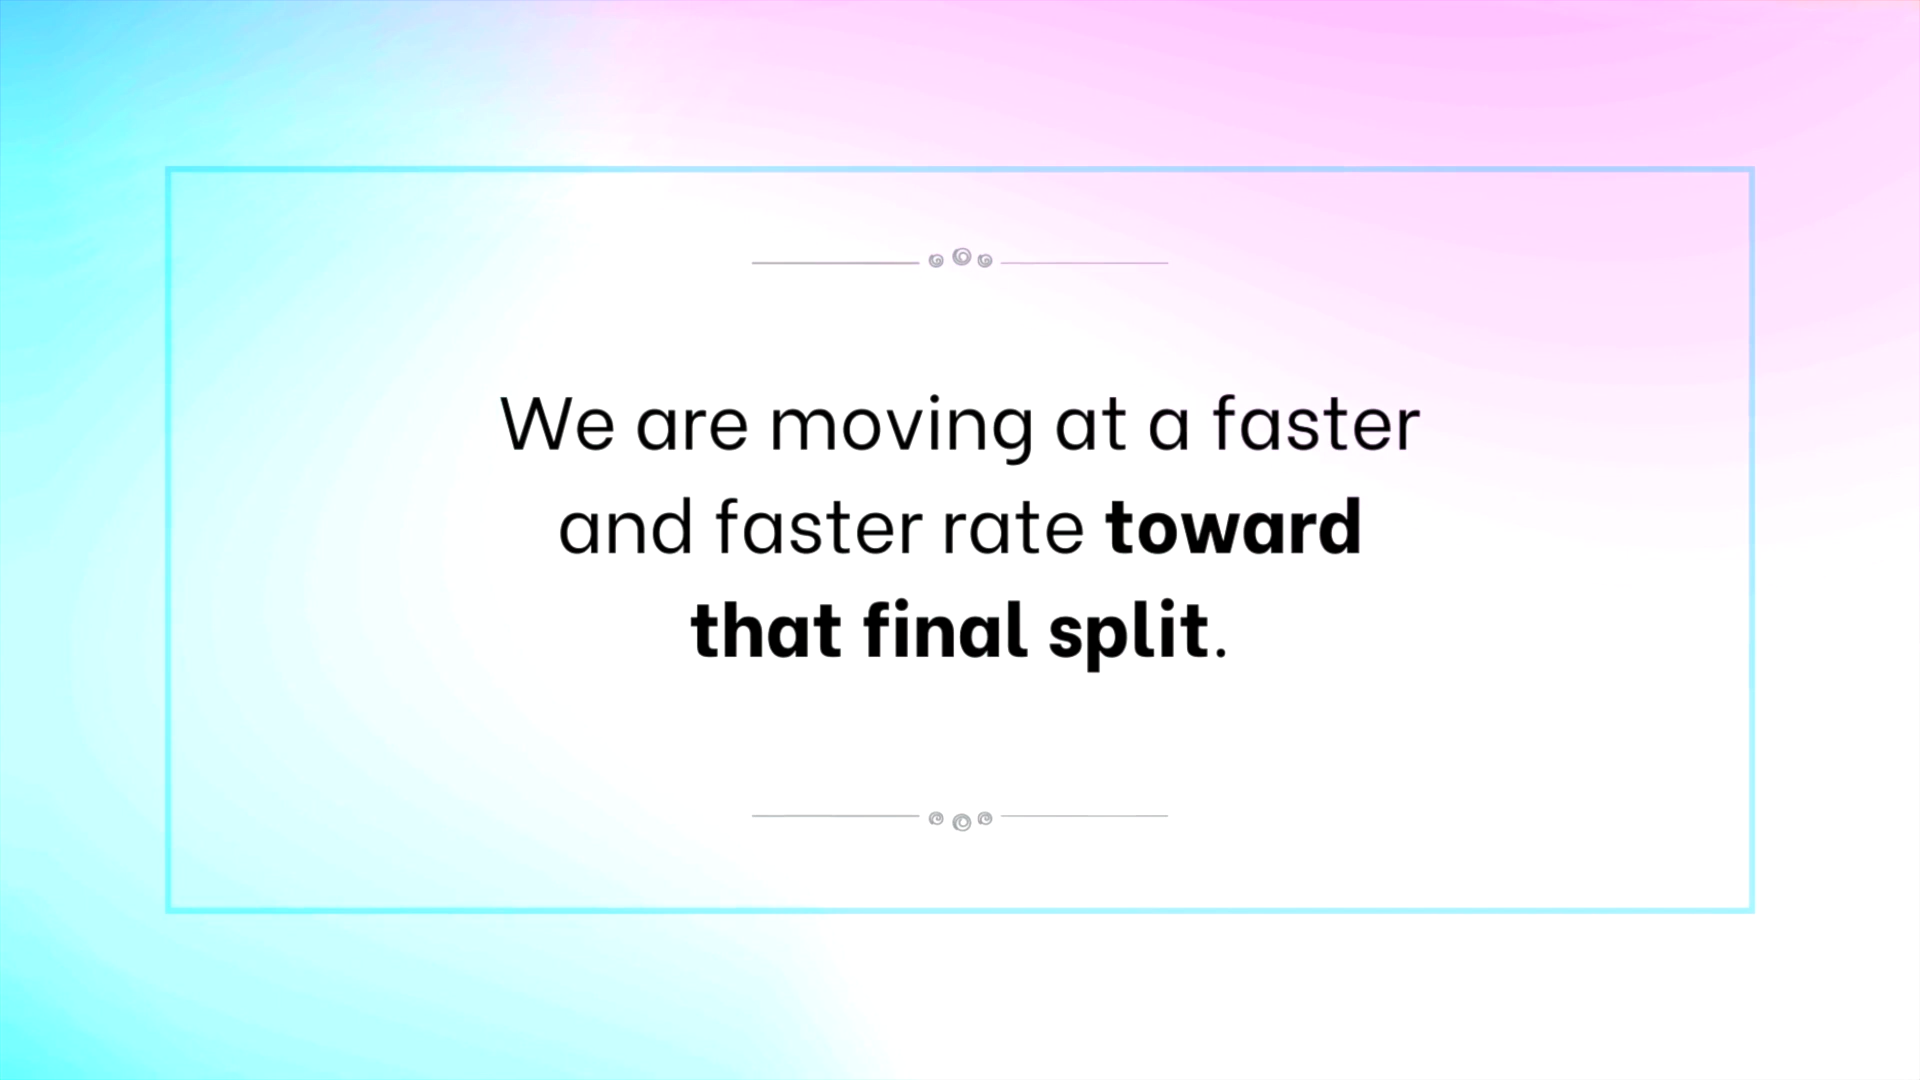 We are moving at a faster
and faster rate toward
that final split.